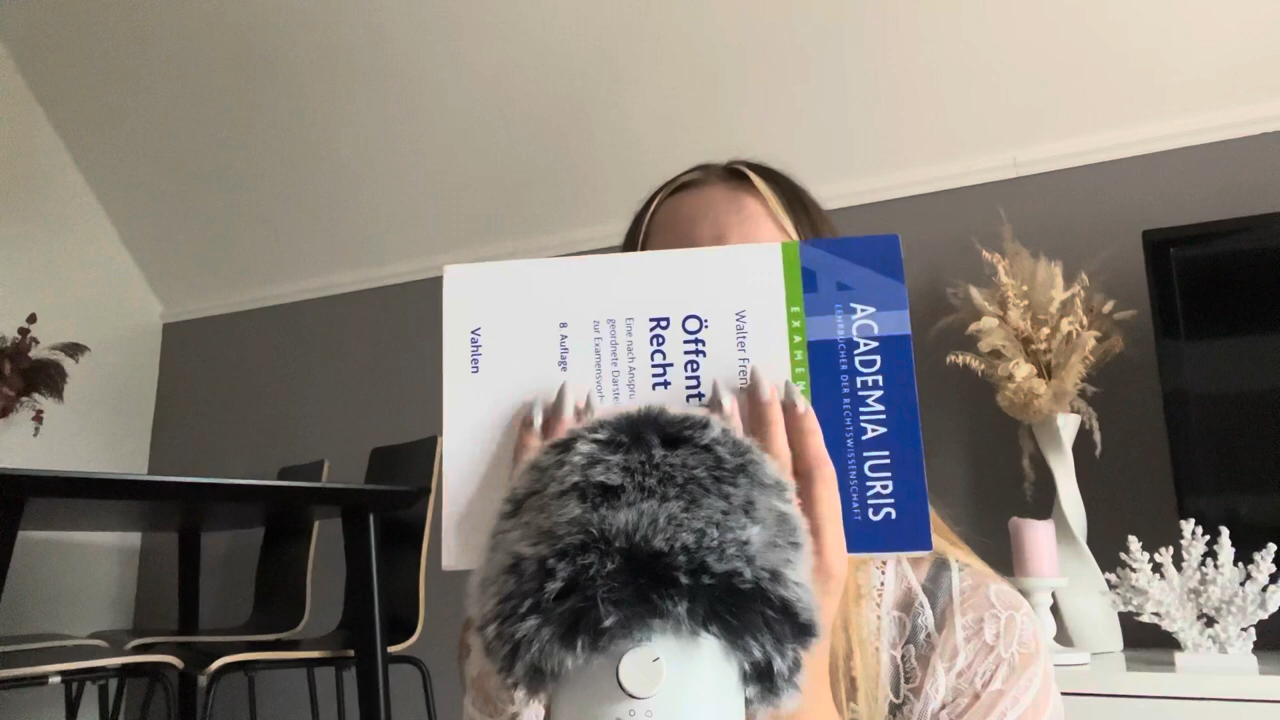 ACADEMIA IURIS
LEHRBÜCHER DER RECHTSWISSENSCHAFT
EXAMEN
Walter Fren
Öffent
Recht
Eine nach Anspru
geordnete Darste
zur Examensvorb
8. Auflage
Vahlen